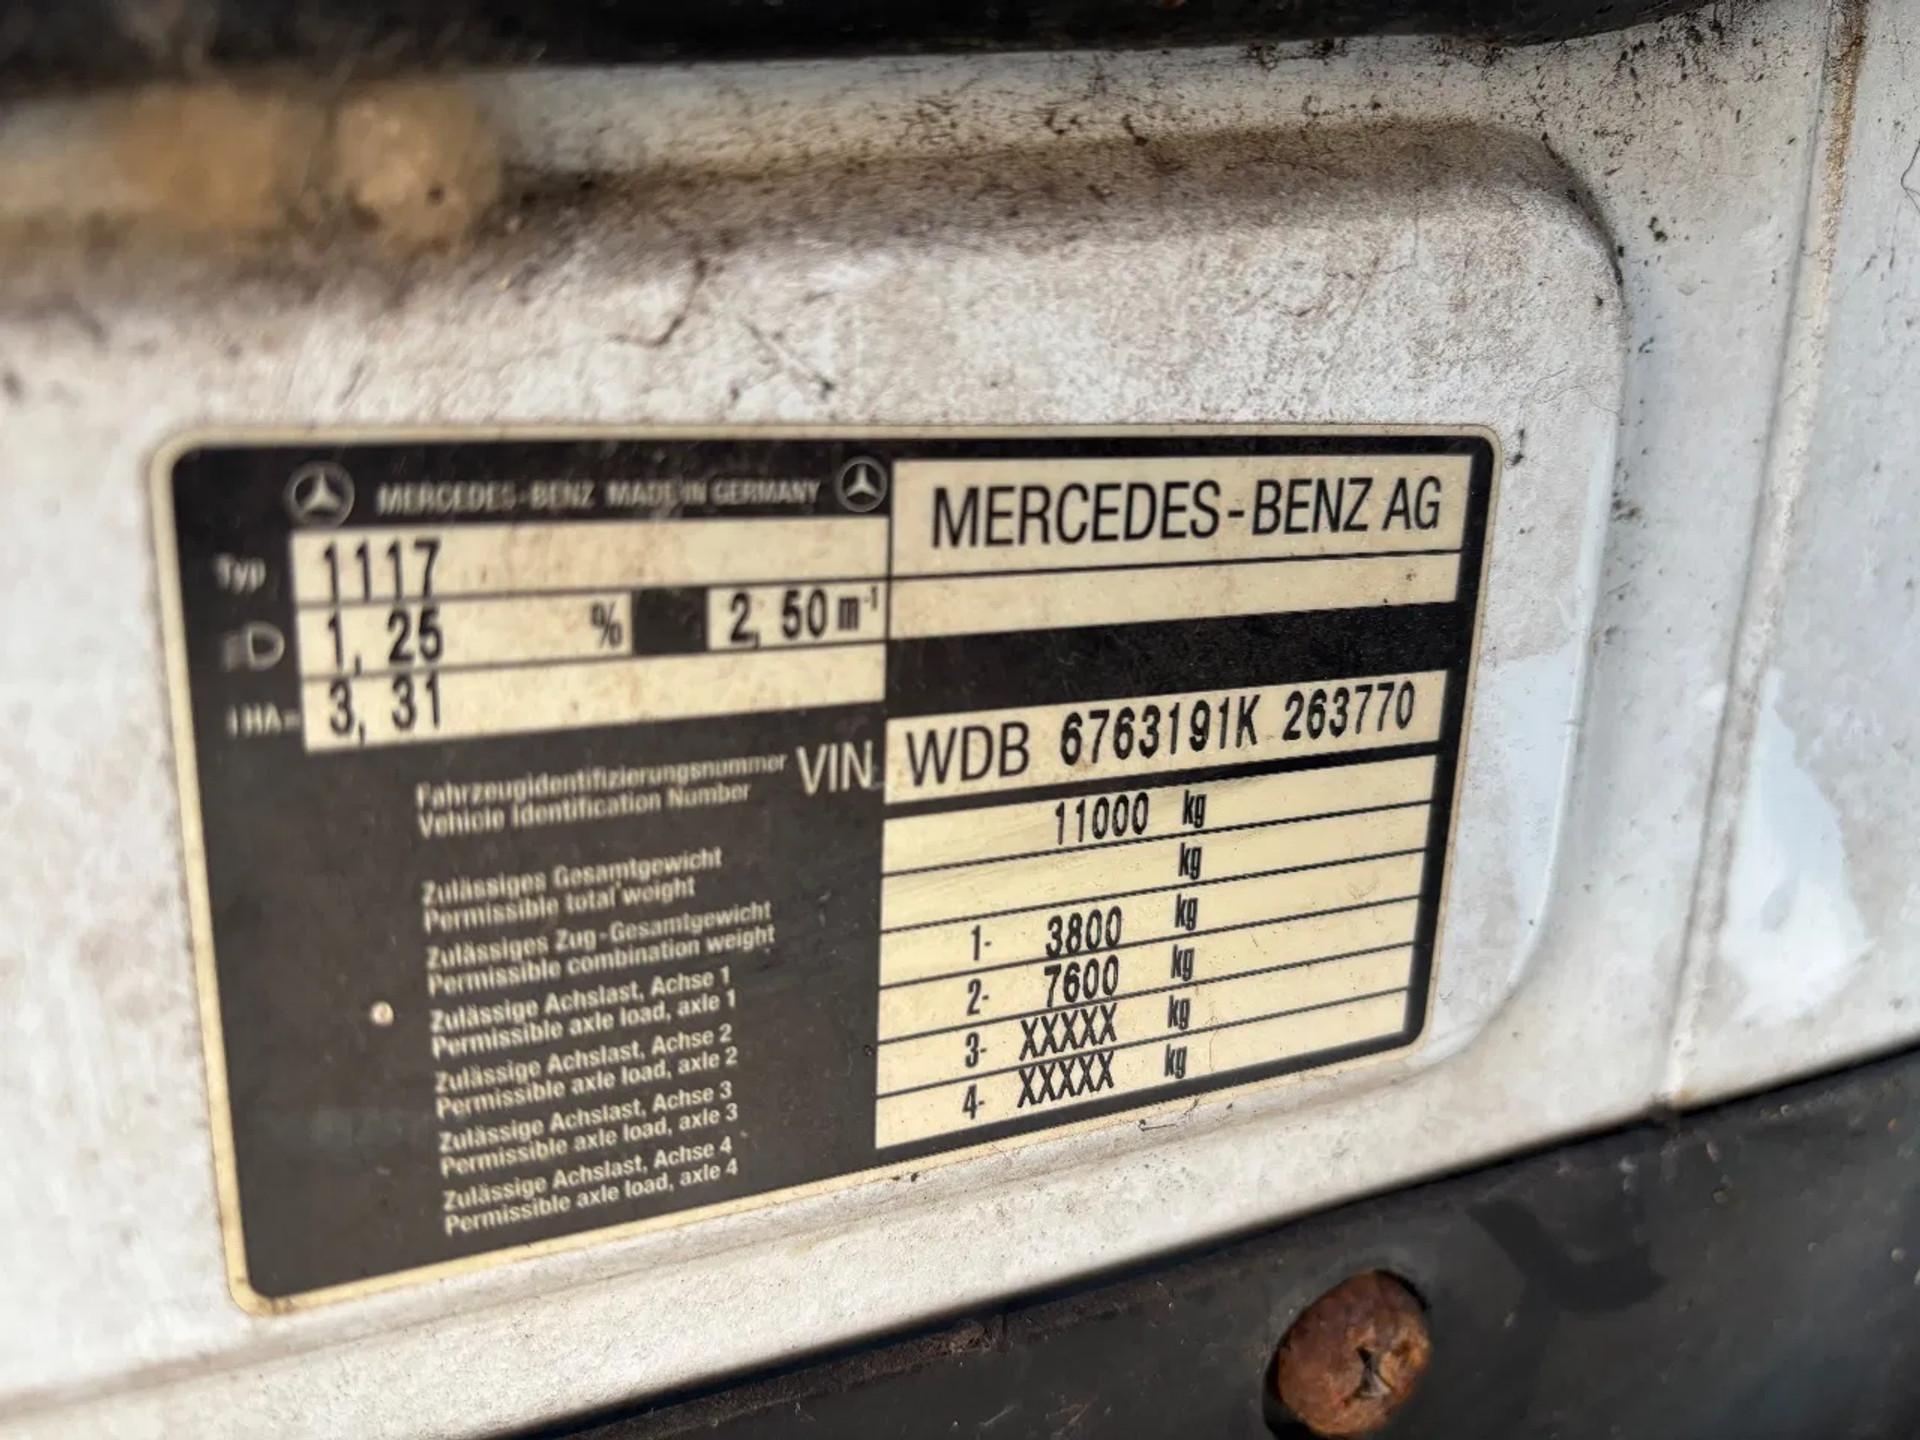 MERCEDES-BENZ MADE IN GERMANY
MERCEDES-BENZ AG
Typ 1117
1, 25 % 2, 50 m-1
i HA= 3, 31
Fahrzeugidentifizierungsnummer
Vehicle Identification Number
VIN WDB 6763191K 263770
Zulässiges Gesamtgewicht
Permissible total weight
11000 kg
Zulässiges Zug-Gesamtgewicht
Permissible combination weight
kg
Zulässige Achslast, Achse 1
Permissible axle load, axle 1
1- 3800 kg
Zulässige Achslast, Achse 2
Permissible axle load, axle 2
2- 7600 kg
Zulässige Achslast, Achse 3
Permissible axle load, axle 3
3- XXXXX kg
Zulässige Achslast, Achse 4
Permissible axle load, axle 4
4- XXXXX kg